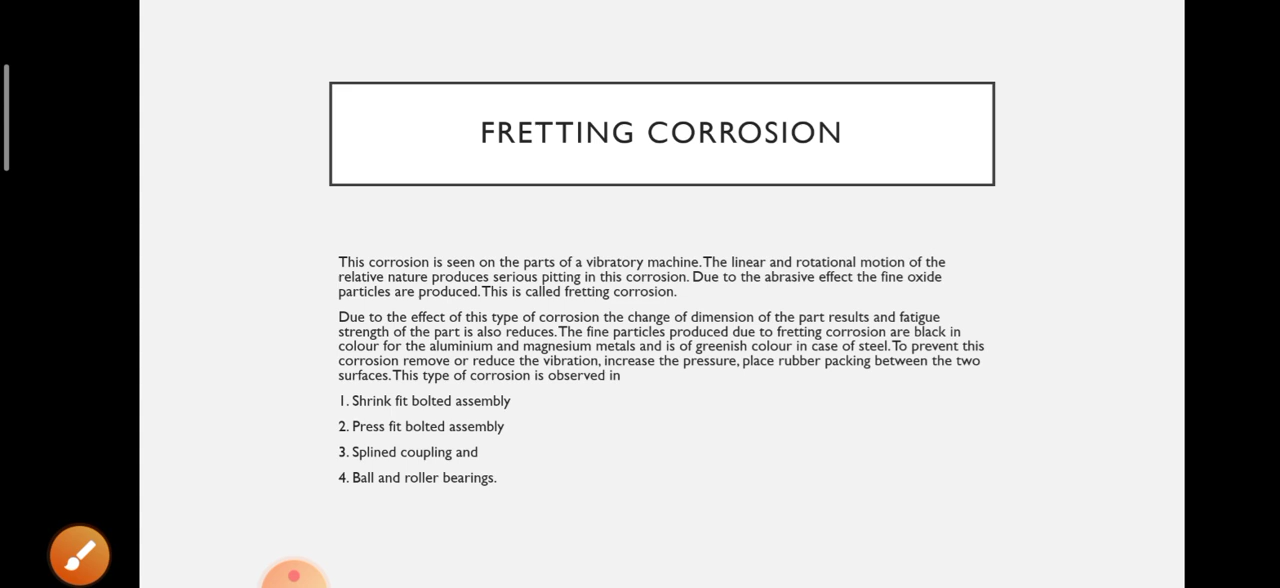 FRETTING CORROSION
This corrosion is seen on the parts of a vibratory machine. The linear and rotational motion of the
relative nature produces serious pitting in this corrosion. Due to the abrasive effect the fine oxide
particles are produced. This is called fretting corrosion.
Due to the effect of this type of corrosion the change of dimension of the part results and fatigue
strength of the part is also reduces. The fine particles produced due to fretting corrosion are black in
colour for the aluminium and magnesium metals and is of greenish colour in case of steel. To prevent this
corrosion remove or reduce the vibration, increase the pressure, place rubber packing between the two
surfaces. This type of corrosion is observed in
1. Shrink fit bolted assembly
2. Press fit bolted assembly
3. Splined coupling and
4. Ball and roller bearings.